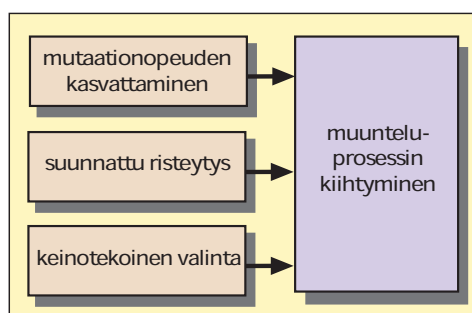 mutaationopeuden
kasvattaminen
suunnattu risteytys
keinotekoinen valinta
muuntelu-
prosessin
kiihtyminen